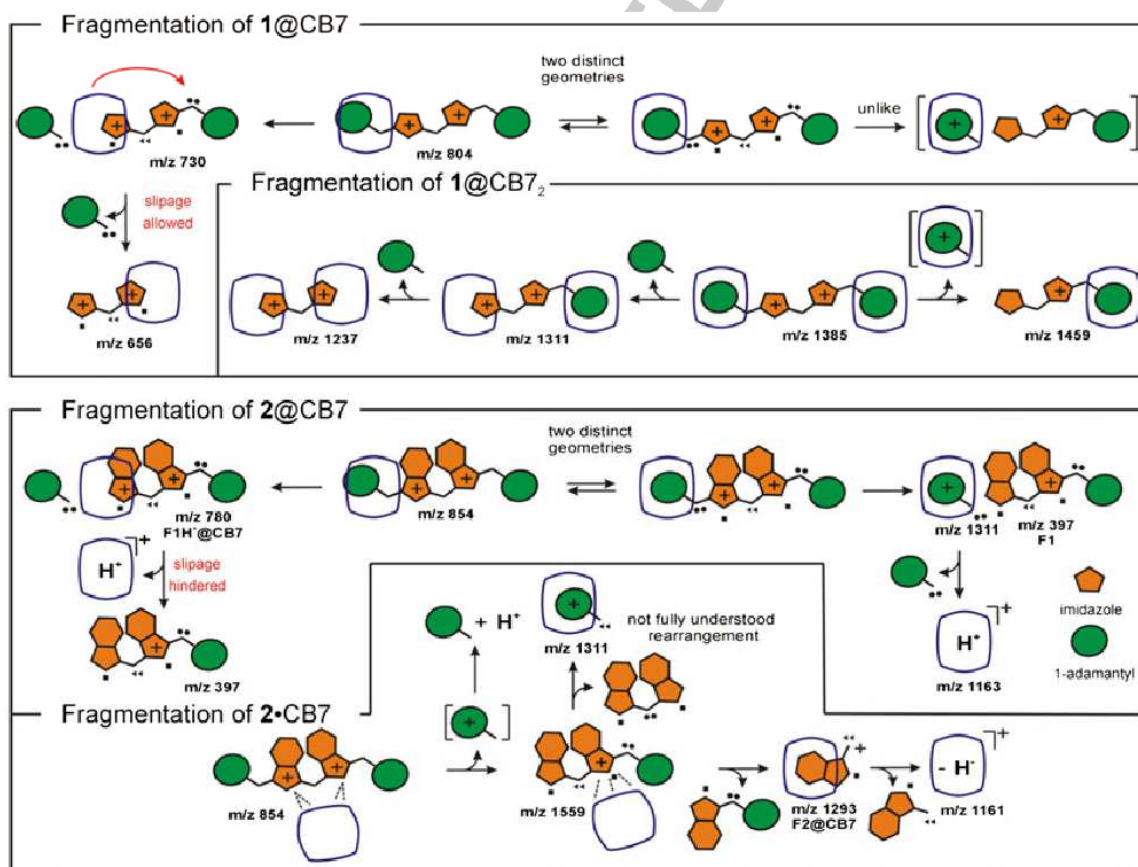 Fragmentation of 1@CB7
two distinct
geometries
unlike
m/z 730
m/z 804
slipage
allowed
m/z 656
Fragmentation of 1@CB7₂
m/z 1237
m/z 1311
m/z 1385
m/z 1459
Fragmentation of 2@CB7
two distinct
geometries
m/z 780
F1H⁺@CB7
m/z 854
m/z 1311
m/z 397
F1
H⁺
+
slipage
hindered
m/z 397
imidazole
1-adamantyl
H⁺
+
m/z 1163
Fragmentation of 2•CB7
+ H⁺
m/z 1311
not fully understood
rearrangement
m/z 854
m/z 1559
m/z 1293
F2@CB7
- H⁻
+
m/z 1161